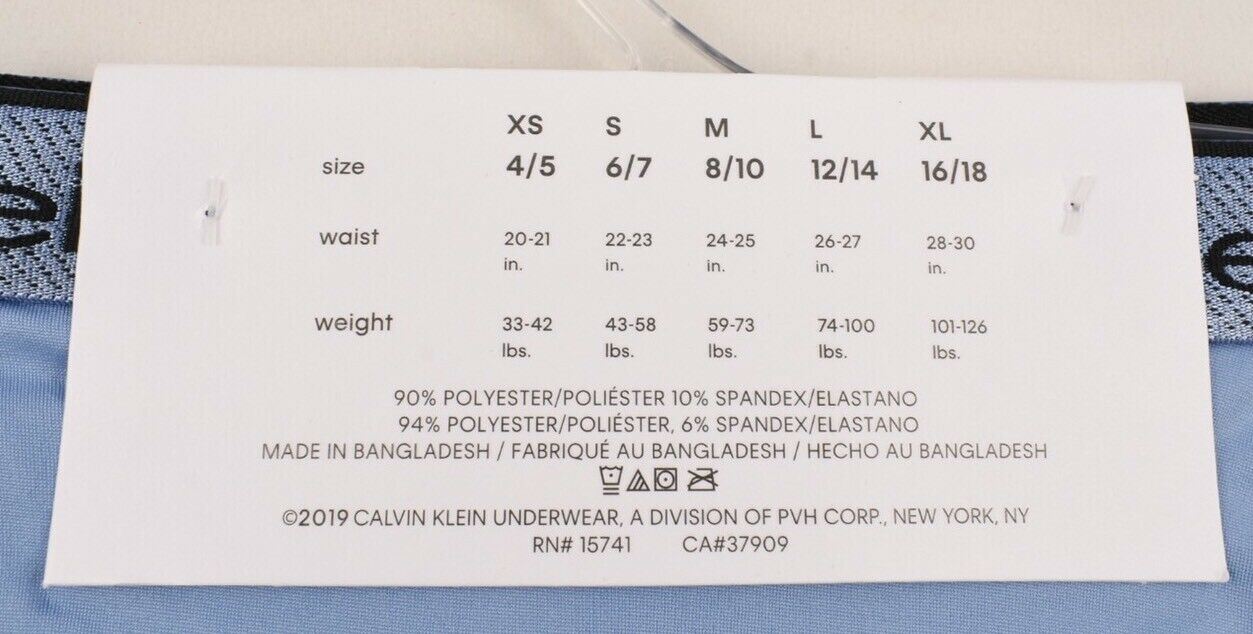 XS S M L XL
size 4/5 6/7 8/10 12/14 16/18
waist 20-21 22-23 24-25 26-27 28-30
in. in. in. in. in.
weight 33-42 43-58 59-73 74-100 101-126
lbs. lbs. lbs. lbs. lbs.
90% POLYESTER/POLIÉSTER 10% SPANDEX/ELASTANO
94% POLYESTER/POLIÉSTER, 6% SPANDEX/ELASTANO
MADE IN BANGLADESH / FABRIQUÉ AU BANGLADESH / HECHO AU BANGLADESH
©2019 CALVIN KLEIN UNDERWEAR, A DIVISION OF PVH CORP., NEW YORK, NY
RN# 15741 CA#37909